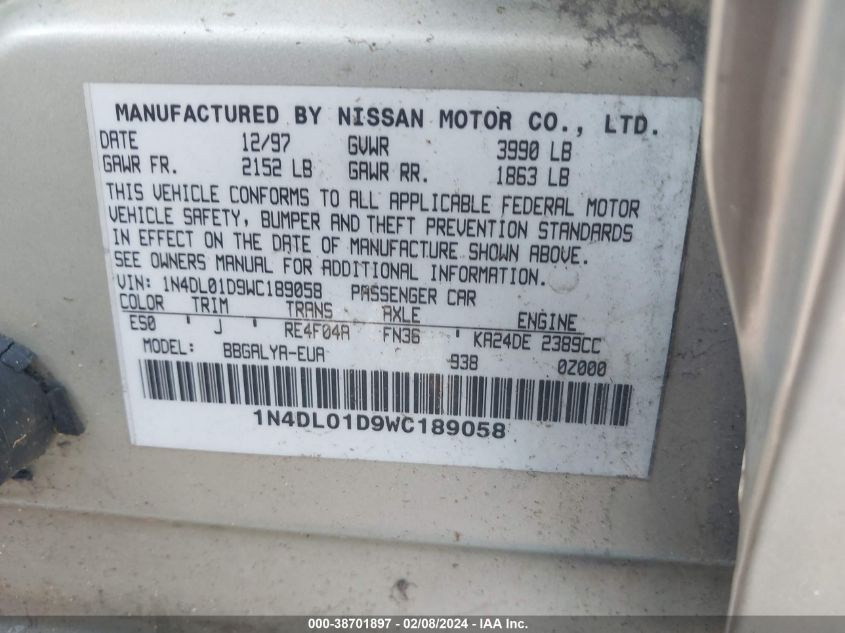 MANUFACTURED BY NISSAN MOTOR CO., LTD.
DATE 12/97 GVWR 3990 LB
GAWR FR. 2152 LB GAWR RR. 1863 LB
THIS VEHICLE CONFORMS TO ALL APPLICABLE FEDERAL MOTOR
VEHICLE SAFETY, BUMPER AND THEFT PREVENTION STANDARDS
IN EFFECT ON THE DATE OF MANUFACTURE SHOWN ABOVE.
SEE OWNERS MANUAL FOR ADDITIONAL INFORMATION.
VIN: 1N4DL01D9WC189058 PASSENGER CAR
COLOR TRIM TRANS AXLE ENGINE
E50 ' J ' RE4F04A FN36 ' KA24DE 2389CC
MODEL: BBGALYA-EUA 938 0Z000
1N4DL01D9WC189058
000-38701897 - 02/08/2024 - IAA Inc.